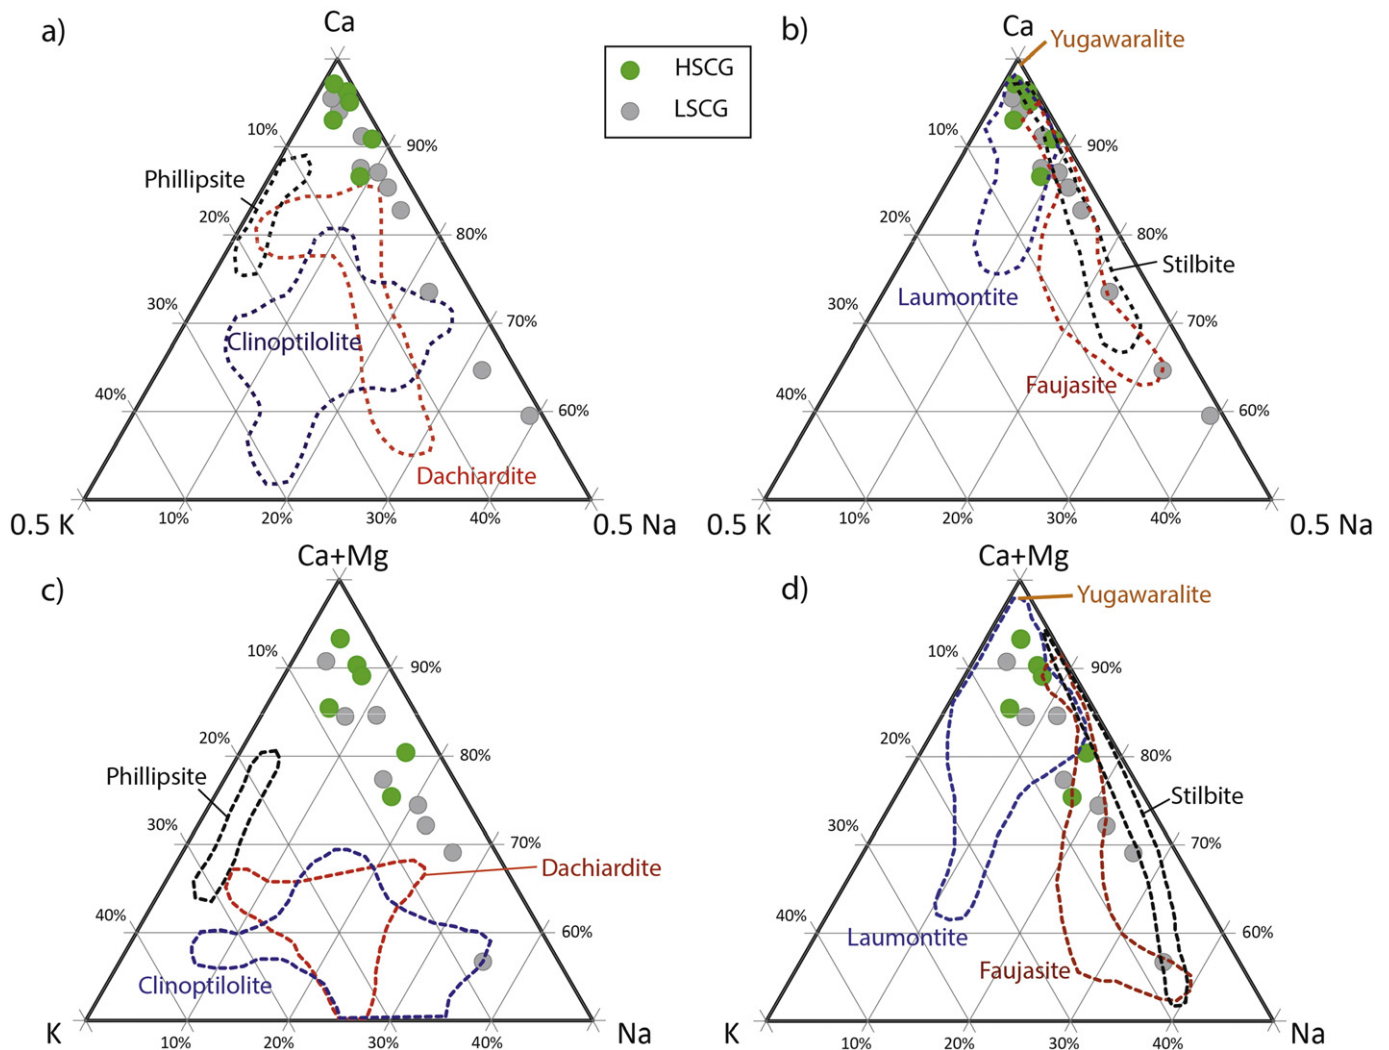 a)
Ca
HSCG
LSCG
10%
90%
Phillipsite
20%
80%
30%
70%
Clinoptilolite
40%
60%
Dachiardite
0.5 K
10%
20%
30%
40%
0.5 Na
b)
Ca
Yugawaralite
10%
90%
20%
80%
Stilbite
Laumontite
30%
70%
Faujasite
40%
60%
0.5 K
10%
20%
30%
40%
0.5 Na
c)
Ca+Mg
10%
90%
20%
80%
Phillipsite
30%
70%
Dachiardite
40%
60%
Clinoptilolite
K
10%
20%
30%
40%
Na
d)
Ca+Mg
Yugawaralite
10%
90%
20%
80%
Stilbite
30%
70%
40%
60%
Laumontite
Faujasite
K
10%
20%
30%
40%
Na